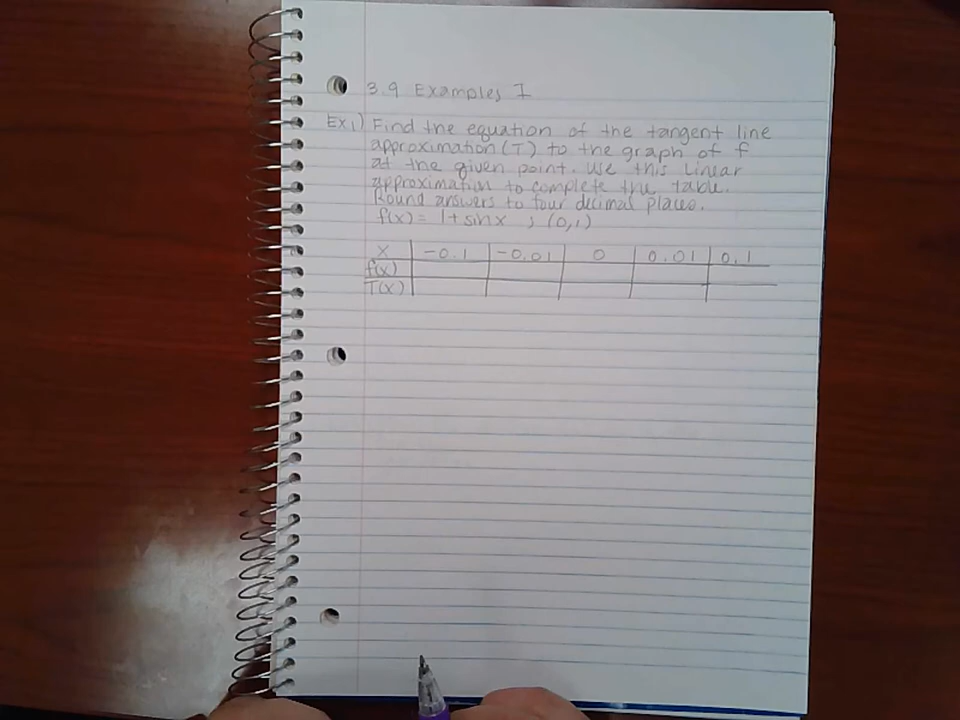 3.9 Examples I
Ex1) Find the equation of the tangent line
approximation (T) to the graph of f
at the given point. Use this linear
approximation to complete the table.
Round answers to four decimal places.
f(x) = 1 + sin x ; (0,1)
x -0.1 -0.01 0 0.01 0.1
f(x)
T(x)